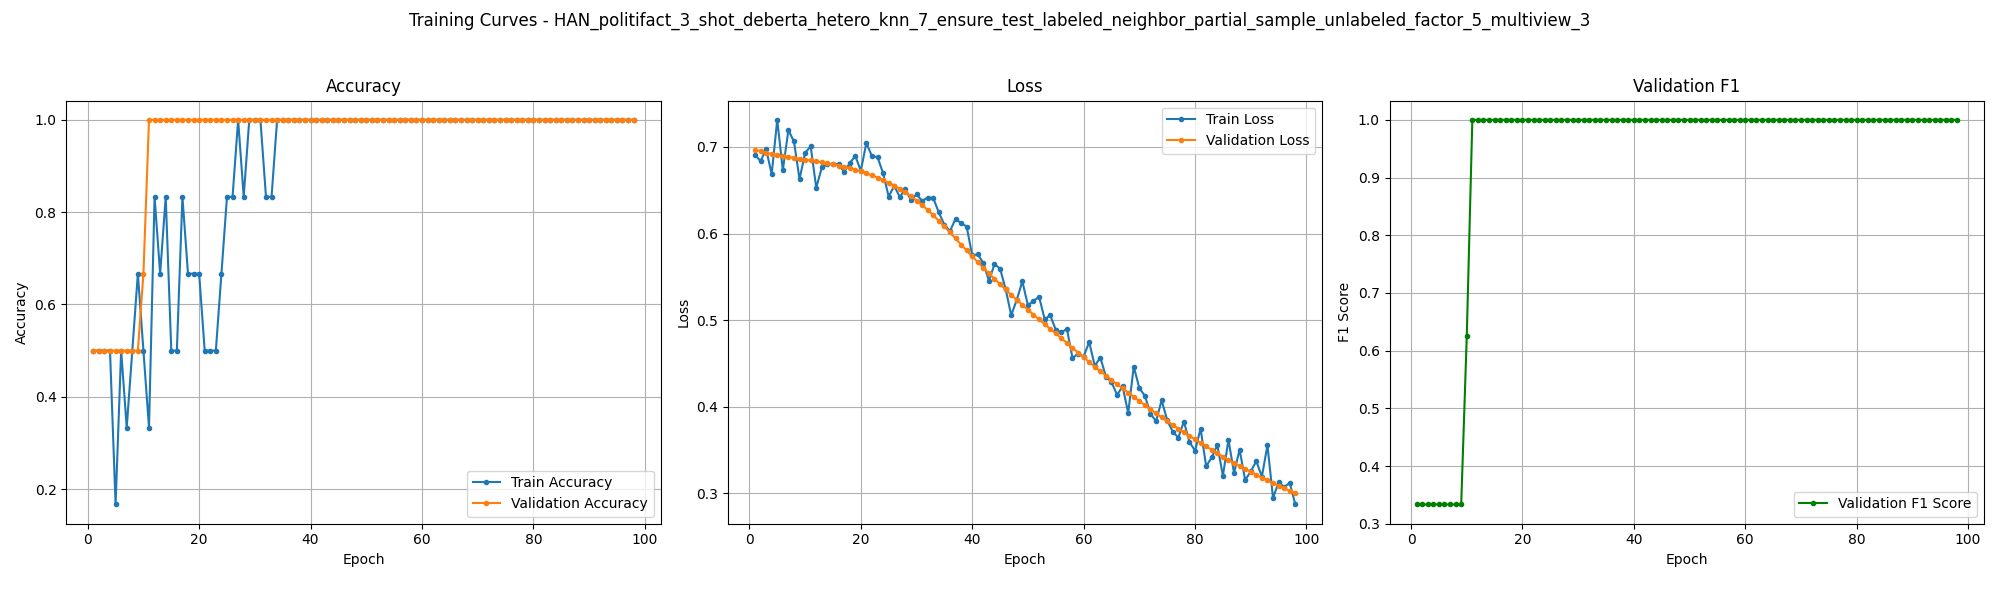 Training Curves - HAN_politifact_3_shot_deberta_hetero_knn_7_ensure_test_labeled_neighbor_partial_sample_unlabeled_factor_5_multiview_3
Accuracy
Accuracy
1.0
0.8
0.6
0.4
0.2
0 20 40 60 80 100
Epoch
Train Accuracy
Validation Accuracy
Loss
Loss
0.7
0.6
0.5
0.4
0.3
0 20 40 60 80 100
Epoch
Train Loss
Validation Loss
Validation F1
F1 Score
1.0
0.9
0.8
0.7
0.6
0.5
0.4
0.3
0 20 40 60 80 100
Epoch
Validation F1 Score